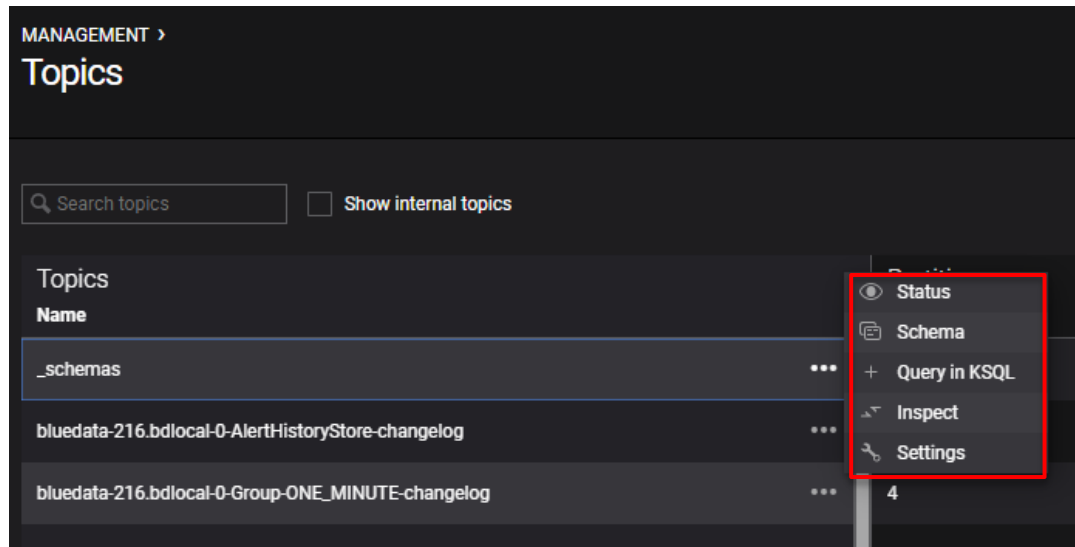 MANAGEMENT >
Topics
Search topics
Show internal topics
Topics
Name
_schemas
bluedata-216.bdlocal-0-AlertHistoryStore-changelog
bluedata-216.bdlocal-0-Group-ONE_MINUTE-changelog
4
Status
Schema
Query in KSQL
Inspect
Settings